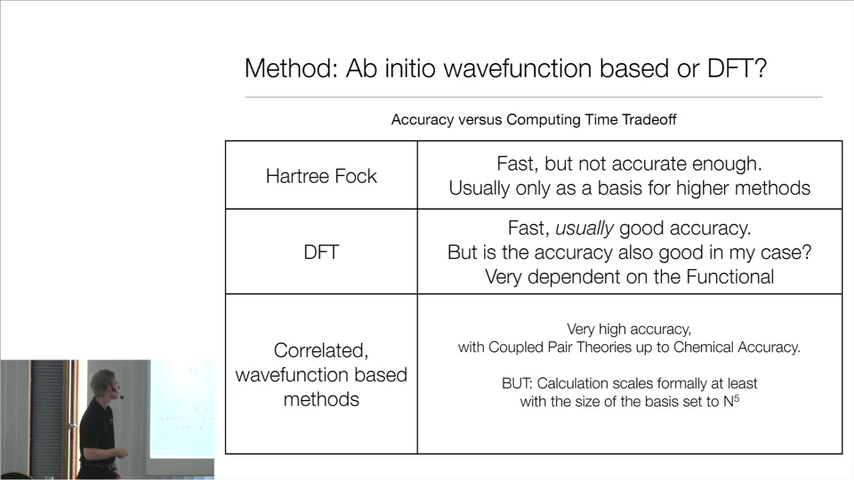 Method: Ab initio wavefunction based or DFT?
Accuracy versus Computing Time Tradeoff
Hartree Fock
Fast, but not accurate enough.
Usually only as a basis for higher methods
DFT
Fast, usually good accuracy.
But is the accuracy also good in my case?
Very dependent on the Functional
Correlated,
wavefunction based
methods
Very high accuracy,
with Coupled Pair Theories up to Chemical Accuracy.
BUT: Calculation scales formally at least
with the size of the basis set to N⁵